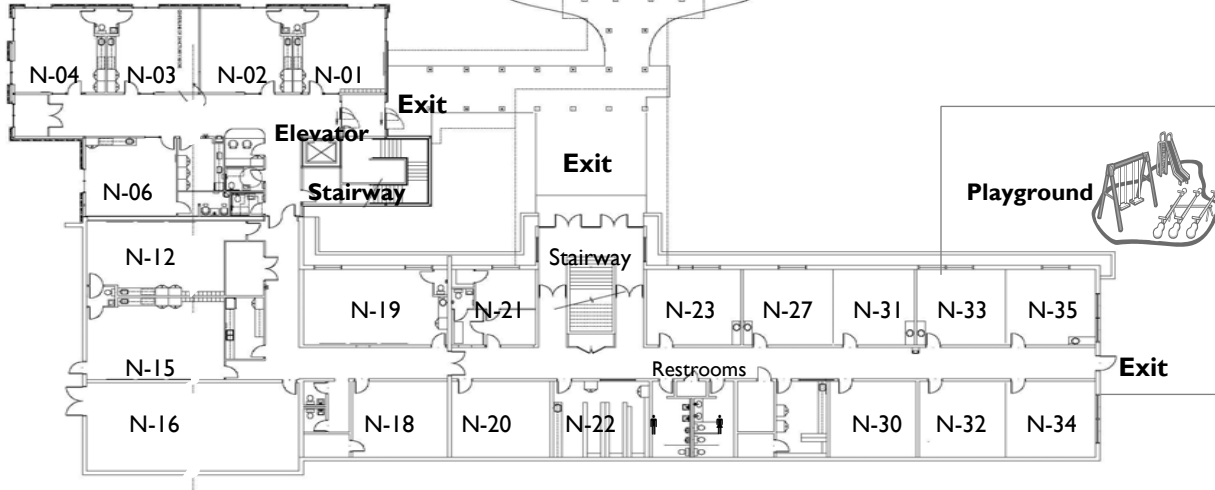 N-04
N-03
N-02
N-01
Exit
Elevator
Exit
N-06
Stairway
Playground
N-12
Stairway
N-19
N-21
N-23
N-27
N-31
N-33
N-35
N-15
Restrooms
Exit
N-16
N-18
N-20
N-22
N-30
N-32
N-34